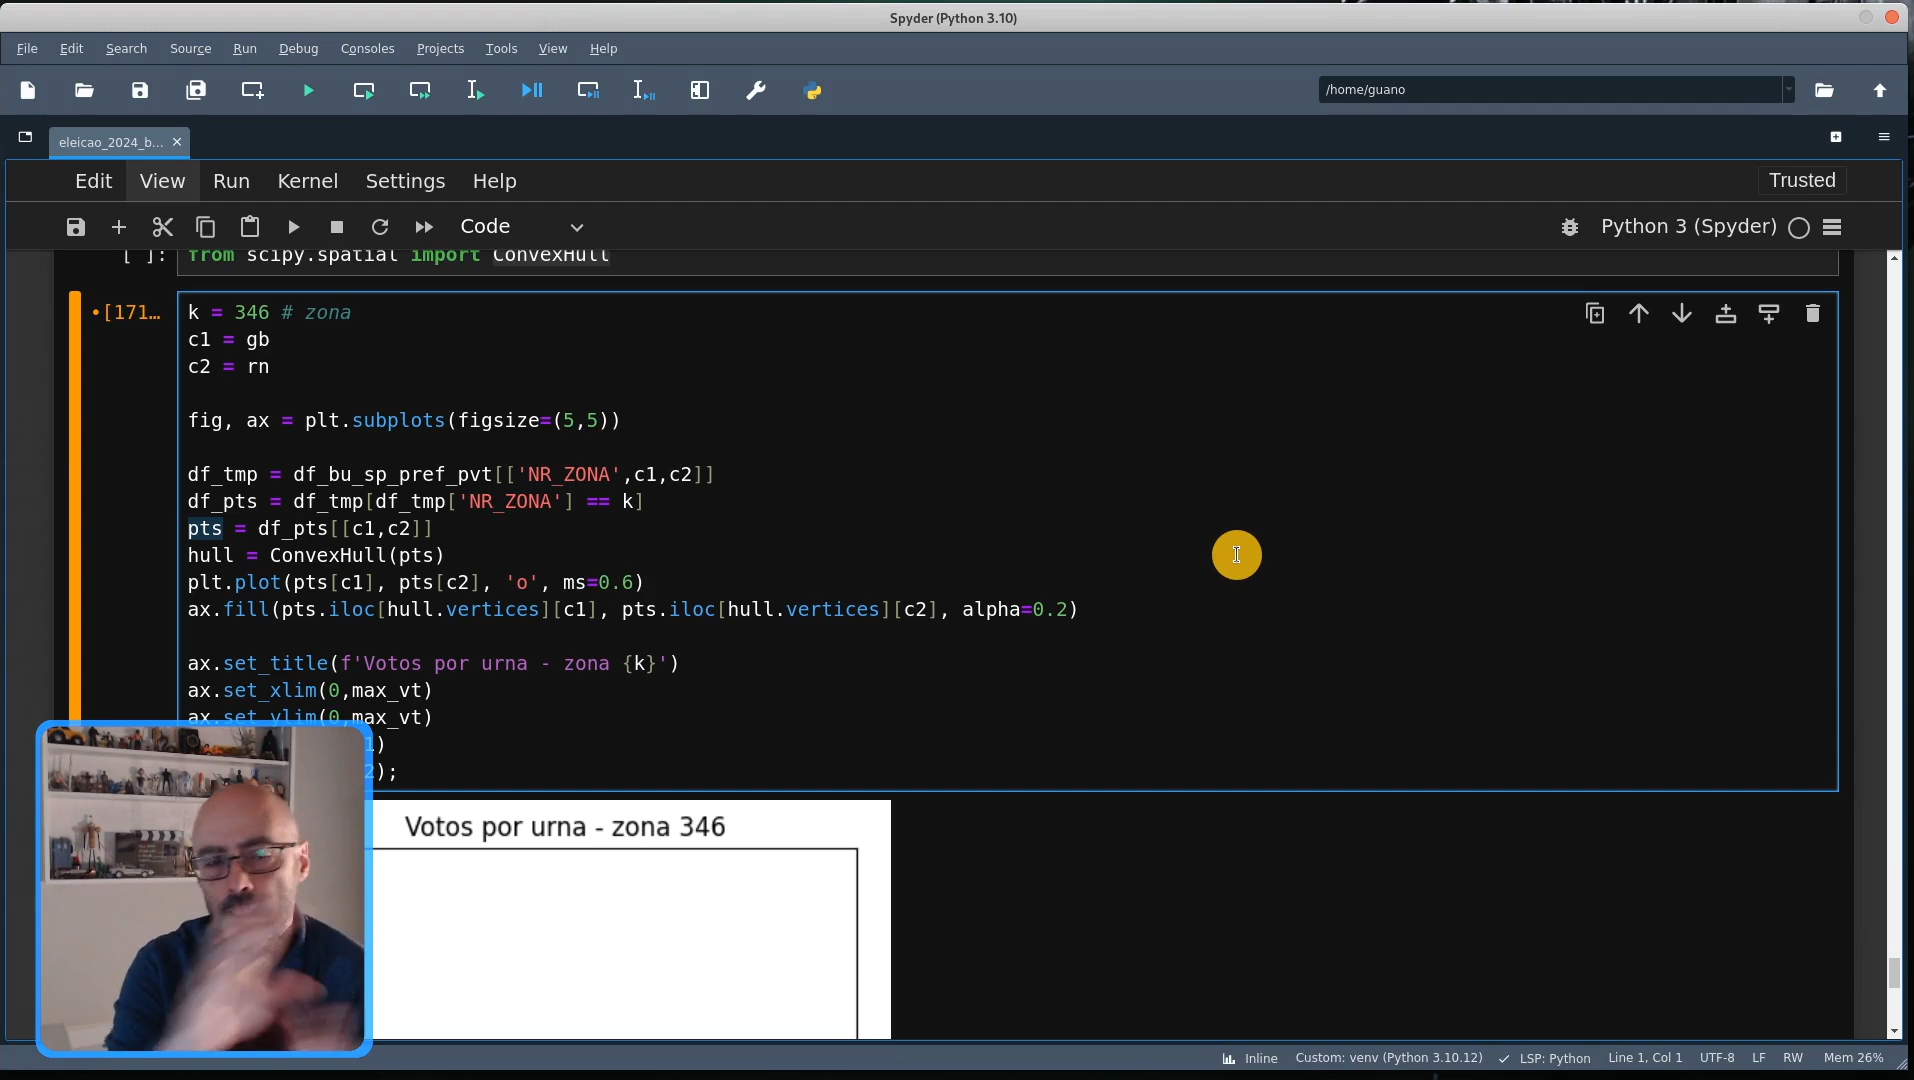 Spyder (Python 3.10)
File Edit Search Source Run Debug Consoles Projects Tools View Help
/home/guano
eleicao_2024_b...
Edit View Run Kernel Settings Help
Trusted
Code
Python 3 (Spyder)
[ ]: from scipy.spatial import ConvexHull
•[171... k = 346 # zona
c1 = gb
c2 = rn
fig, ax = plt.subplots(figsize=(5,5))
df_tmp = df_bu_sp_pref_pvt[['NR_ZONA',c1,c2]]
df_pts = df_tmp[df_tmp['NR_ZONA'] == k]
pts = df_pts[[c1,c2]]
hull = ConvexHull(pts)
plt.plot(pts[c1], pts[c2], 'o', ms=0.6)
ax.fill(pts.iloc[hull.vertices][c1], pts.iloc[hull.vertices][c2], alpha=0.2)
ax.set_title(f'Votos por urna - zona {k}')
ax.set_xlim(0,max_vt)
ax.set_ylim(0,max_vt)
1)
2);
Votos por urna - zona 346
Inline Custom: venv (Python 3.10.12) LSP: Python Line 1, Col 1 UTF-8 LF RW Mem 26%